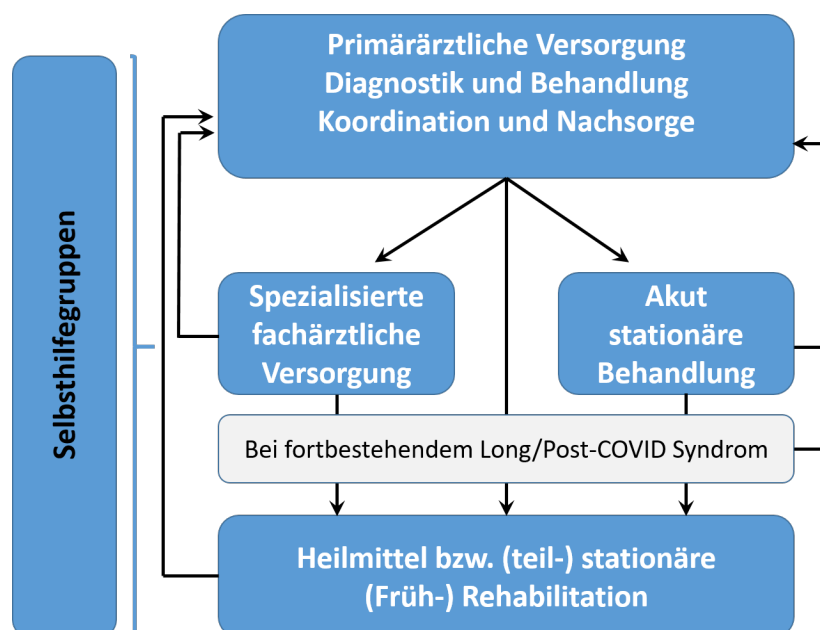 Selbsthilfegruppen
Primärärztliche Versorgung
Diagnostik und Behandlung
Koordination und Nachsorge
Spezialisierte
fachärztliche
Versorgung
Akut
stationäre
Behandlung
Bei fortbestehendem Long/Post-COVID Syndrom
Heilmittel bzw. (teil-) stationäre
(Früh-) Rehabilitation